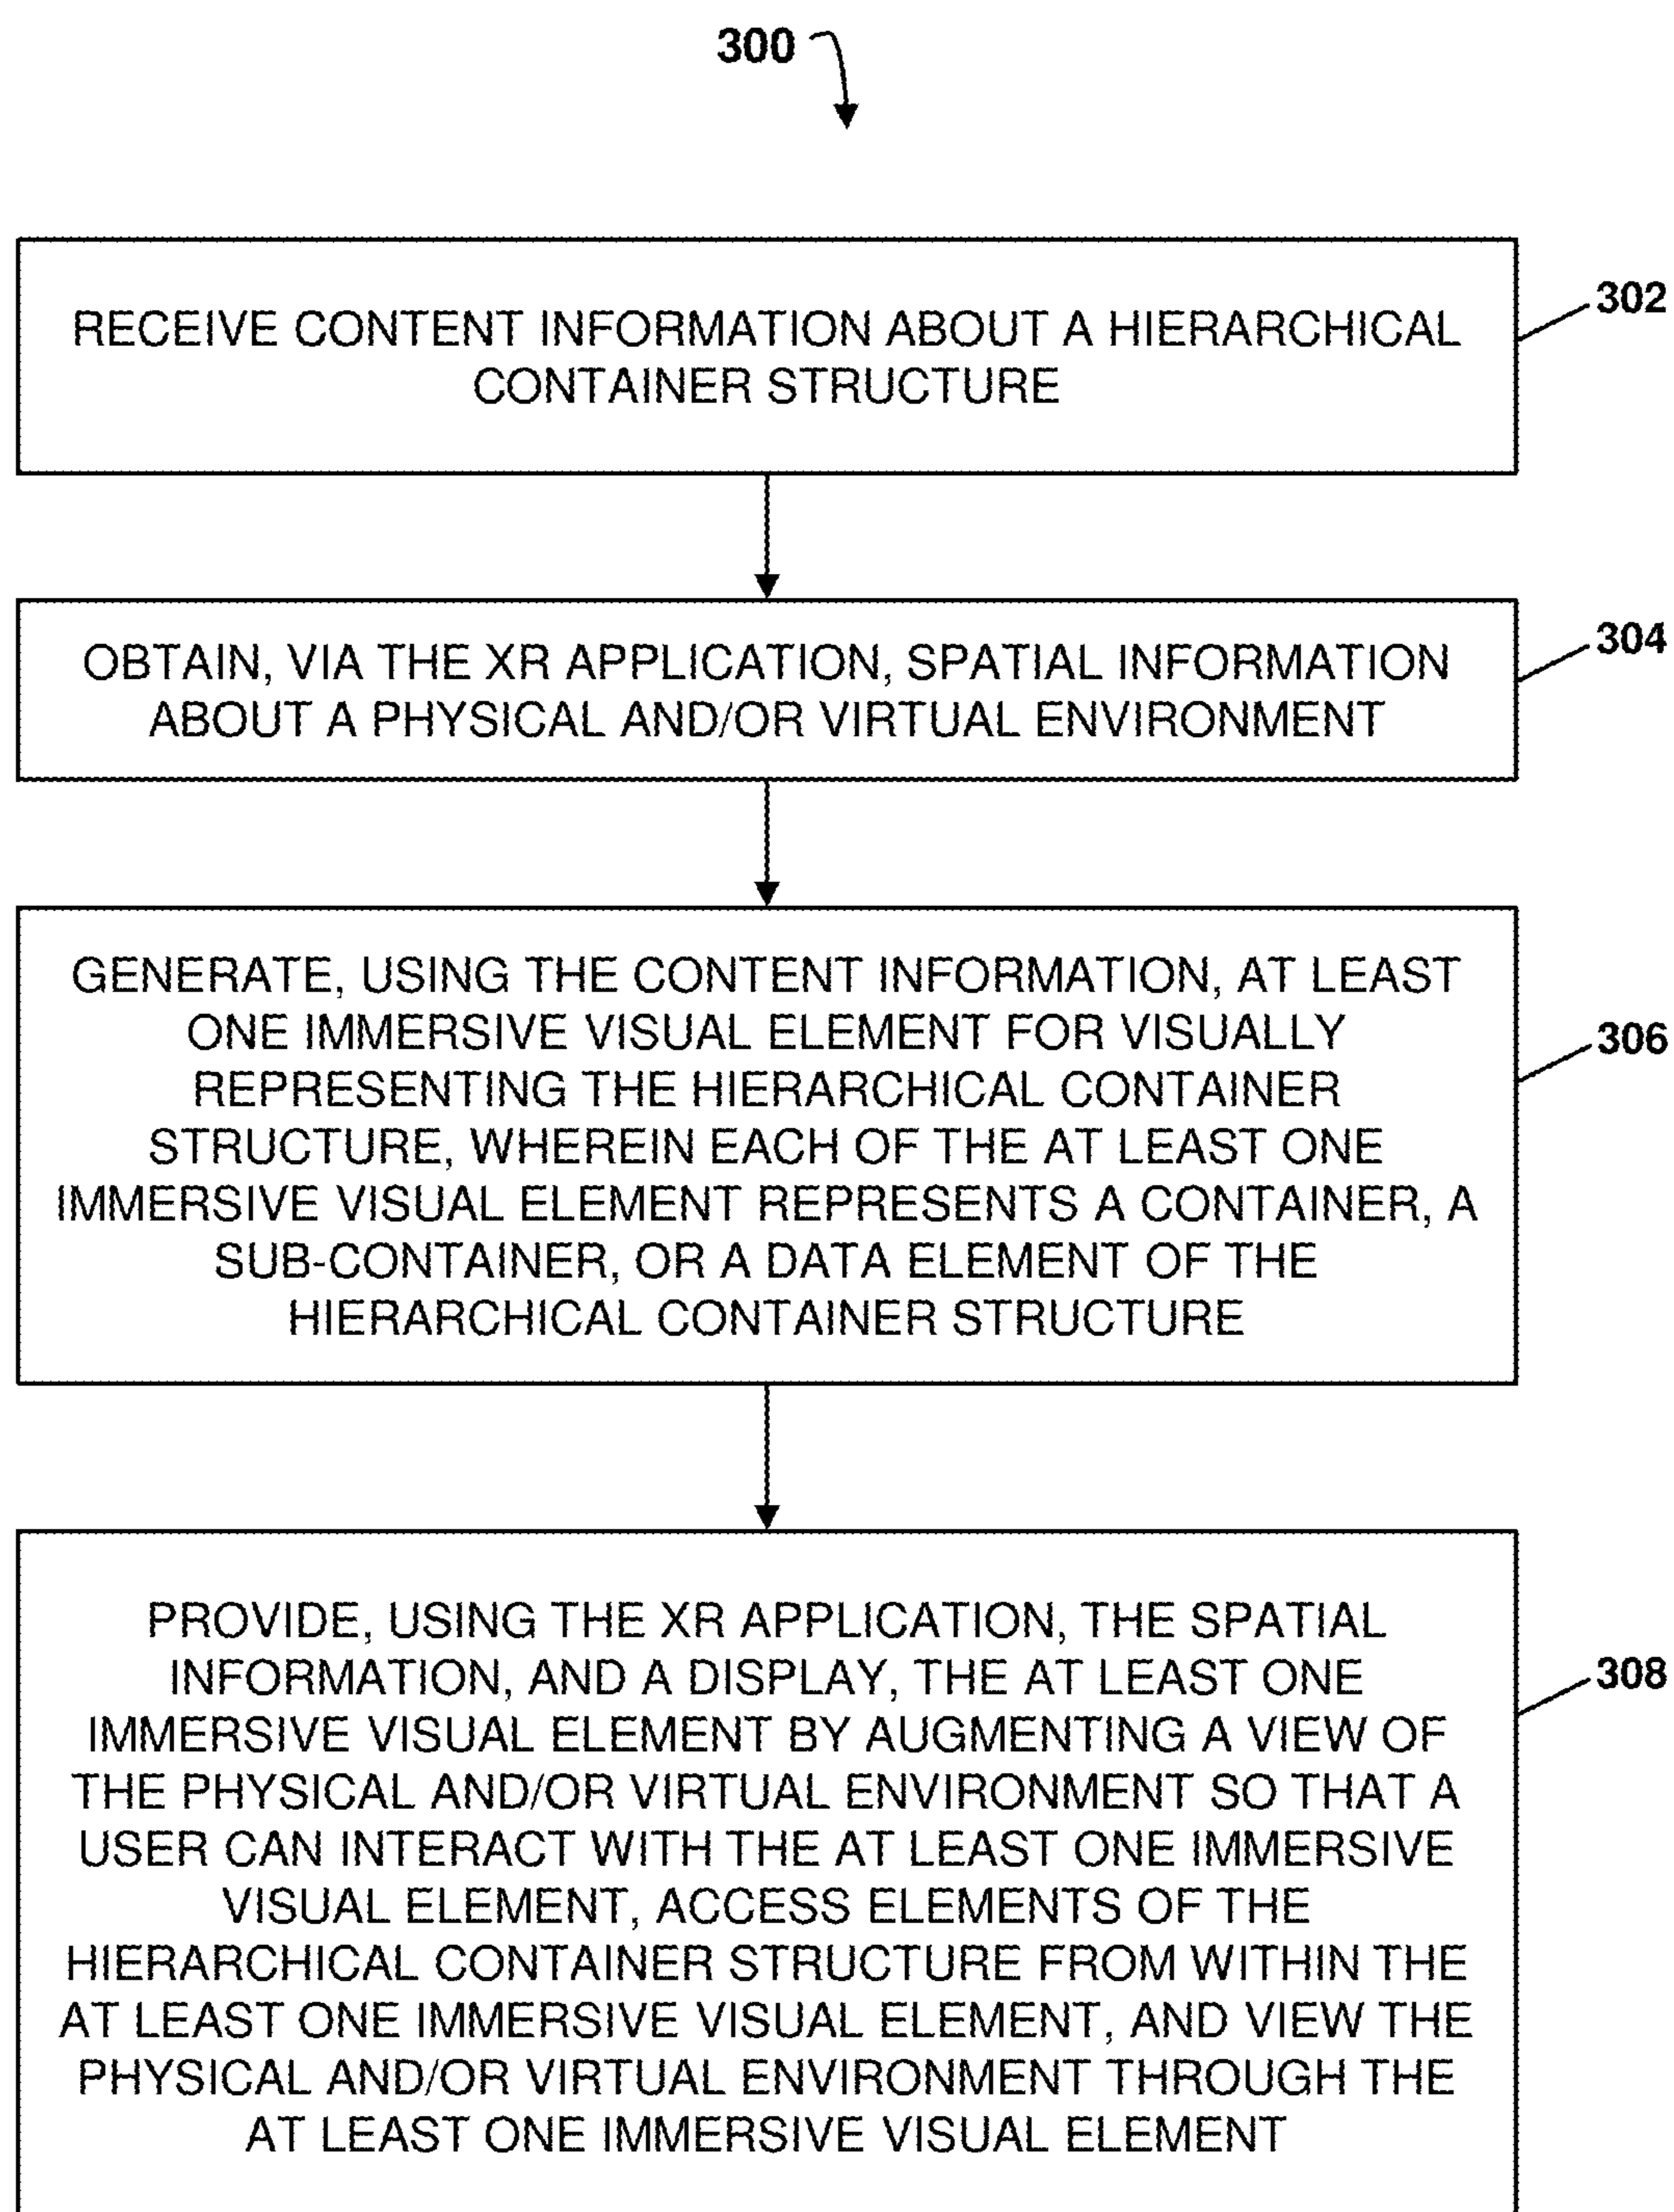 300
RECEIVE CONTENT INFORMATION ABOUT A HIERARCHICAL
CONTAINER STRUCTURE
302
OBTAIN, VIA THE XR APPLICATION, SPATIAL INFORMATION
ABOUT A PHYSICAL AND/OR VIRTUAL ENVIRONMENT
304
GENERATE, USING THE CONTENT INFORMATION, AT LEAST
ONE IMMERSIVE VISUAL ELEMENT FOR VISUALLY
REPRESENTING THE HIERARCHICAL CONTAINER
STRUCTURE, WHEREIN EACH OF THE AT LEAST ONE
IMMERSIVE VISUAL ELEMENT REPRESENTS A CONTAINER, A
SUB-CONTAINER, OR A DATA ELEMENT OF THE
HIERARCHICAL CONTAINER STRUCTURE
306
PROVIDE, USING THE XR APPLICATION, THE SPATIAL
INFORMATION, AND A DISPLAY, THE AT LEAST ONE
IMMERSIVE VISUAL ELEMENT BY AUGMENTING A VIEW OF
THE PHYSICAL AND/OR VIRTUAL ENVIRONMENT SO THAT A
USER CAN INTERACT WITH THE AT LEAST ONE IMMERSIVE
VISUAL ELEMENT, ACCESS ELEMENTS OF THE
HIERARCHICAL CONTAINER STRUCTURE FROM WITHIN THE
AT LEAST ONE IMMERSIVE VISUAL ELEMENT, AND VIEW THE
PHYSICAL AND/OR VIRTUAL ENVIRONMENT THROUGH THE
AT LEAST ONE IMMERSIVE VISUAL ELEMENT
308